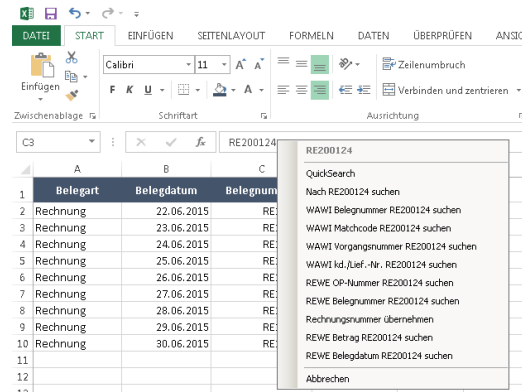 DATEI START EINFÜGEN SEITENLAYOUT FORMELN DATEN ÜBERPRÜFEN
Calibri 11 A A Zeilenumbruch
Einfügen F K U A Verbinden und zentrieren
Zwischenablage Schriftart Ausrichtung
C3 fx RE200124
RE200124
QuickSearch
Nach RE200124 suchen
WAWI Belegnummer RE200124 suchen
WAWI Matchcode RE200124 suchen
WAWI Vorgangsnummer RE200124 suchen
WAWI kd./Lief.-Nr. RE200124 suchen
REWE OP-Nummer RE200124 suchen
REWE Belegnummer RE200124 suchen
Rechnungsnummer übernehmen
REWE Betrag RE200124 suchen
REWE Belegdatum RE200124 suchen
Abbrechen
A B C
1 Belegart Belegdatum Belegnum
2 Rechnung 22.06.2015
3 Rechnung 23.06.2015
4 Rechnung 24.06.2015
5 Rechnung 25.06.2015
6 Rechnung 26.06.2015
7 Rechnung 27.06.2015
8 Rechnung 28.06.2015
9 Rechnung 29.06.2015
10 Rechnung 30.06.2015
11
12